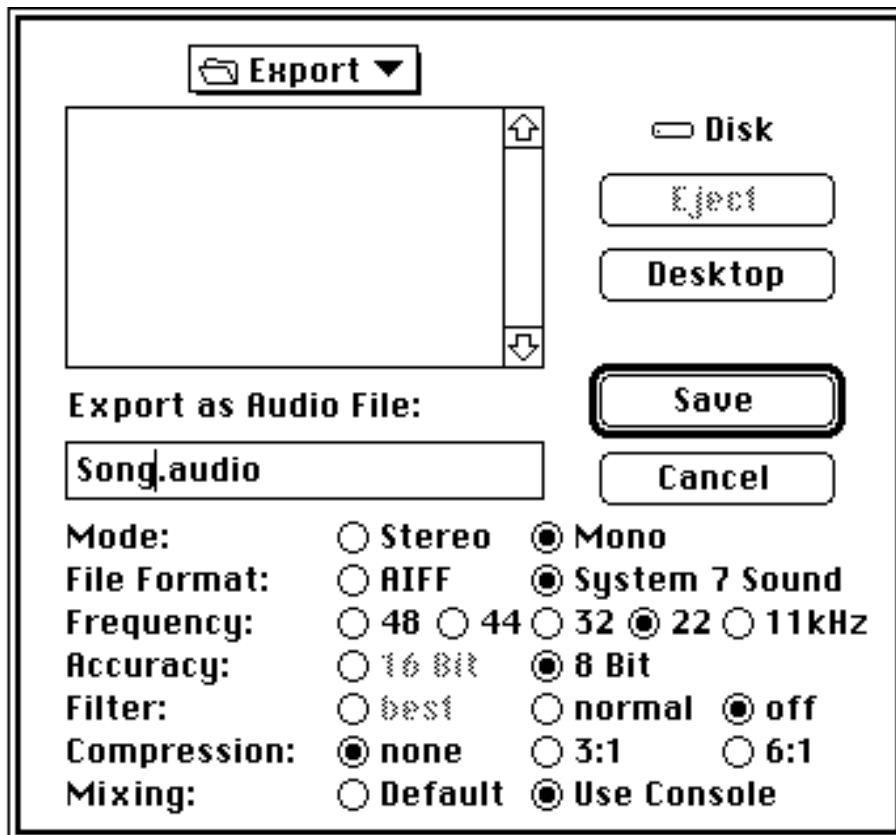 Export
Disk
Eject
Desktop
Export as Audio File:
Save
Song.audio
Cancel
Mode: Stereo Mono
File Format: AIFF System 7 Sound
Frequency: 48 44 32 22 11kHz
Accuracy: 16 Bit 8 Bit
Filter: best normal off
Compression: none 3:1 6:1
Mixing: Default Use Console